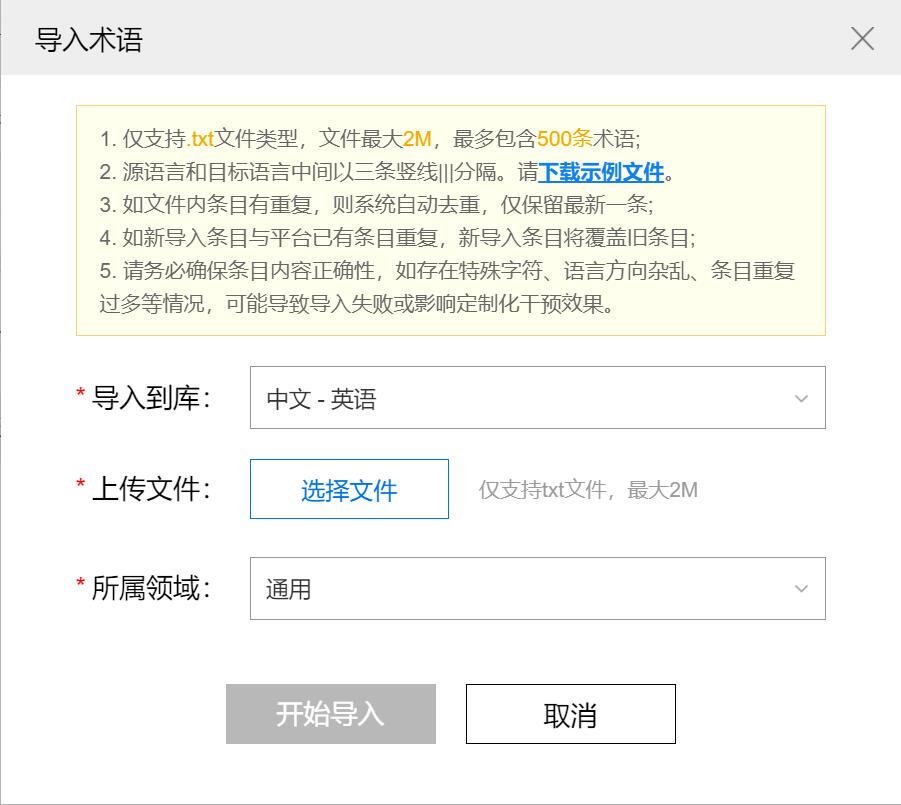 导入术语
1. 仅支持.txt文件类型，文件最大2M，最多包含500条术语;
2. 源语言和目标语言中间以三条竖线|||分隔。请下载示例文件。
3. 如文件内条目有重复，则系统自动去重，仅保留最新一条;
4. 如新导入条目与平台已有条目重复，新导入条目将覆盖旧条目;
5. 请务必确保条目内容正确性，如存在特殊字符、语言方向杂乱、条目重复
过多等情况，可能导致导入失败或影响定制化干预效果。
* 导入到库： 中文 - 英语
* 上传文件： 选择文件 仅支持txt文件，最大2M
* 所属领域： 通用
开始导入 取消